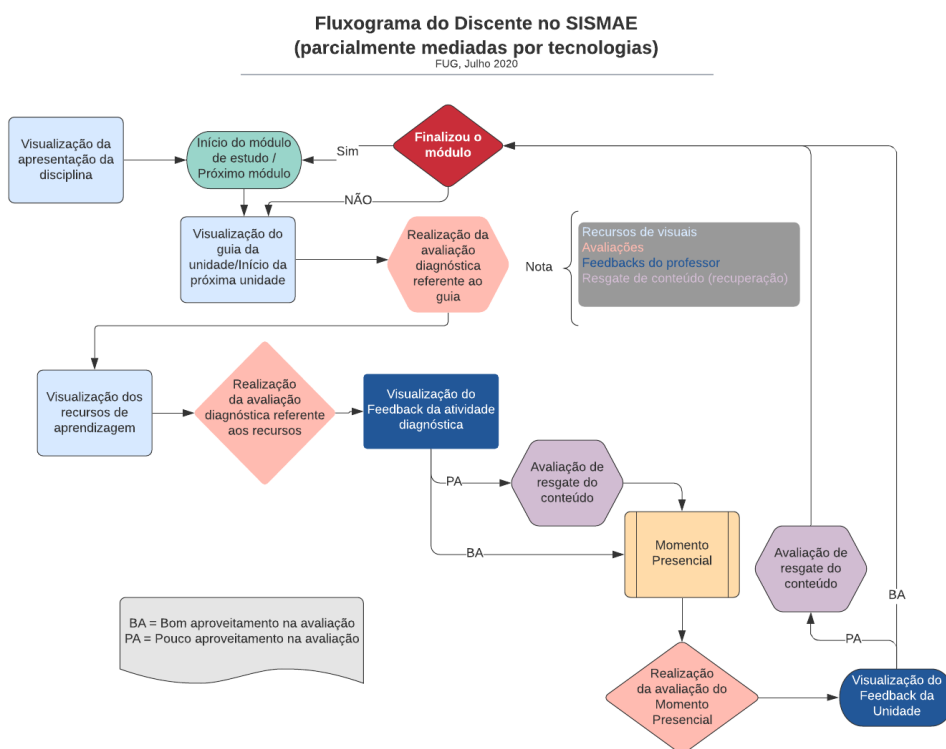 Fluxograma do Discente no SISMAE
(parcialmente mediadas por tecnologias)
FUG, Julho 2020
Visualização da
apresentação da
disciplina
Início do módulo
de estudo /
Próximo módulo
Sim
Finalizou o
módulo
NÃO
Visualização do
guia da
unidade/Início da
próxima unidade
Realização da
avaliação
diagnóstica
referente ao
guia
Nota
Recursos de visuais
Avaliações
Feedbacks do professor
Resgate de conteúdo (recuperação)
Visualização dos
recursos de
aprendizagem
Realização
da avaliação
diagnóstica referente
aos recursos
Visualização do
Feedback da atividade
diagnóstica
PA
Avaliação de
resgate do
conteúdo
BA
Momento
Presencial
Avaliação de
resgate do
conteúdo
BA
PA
BA = Bom aproveitamento na avaliação
PA = Pouco aproveitamento na avaliação
Realização
da avaliação do
Momento
Presencial
Visualização do
Feedback da
Unidade